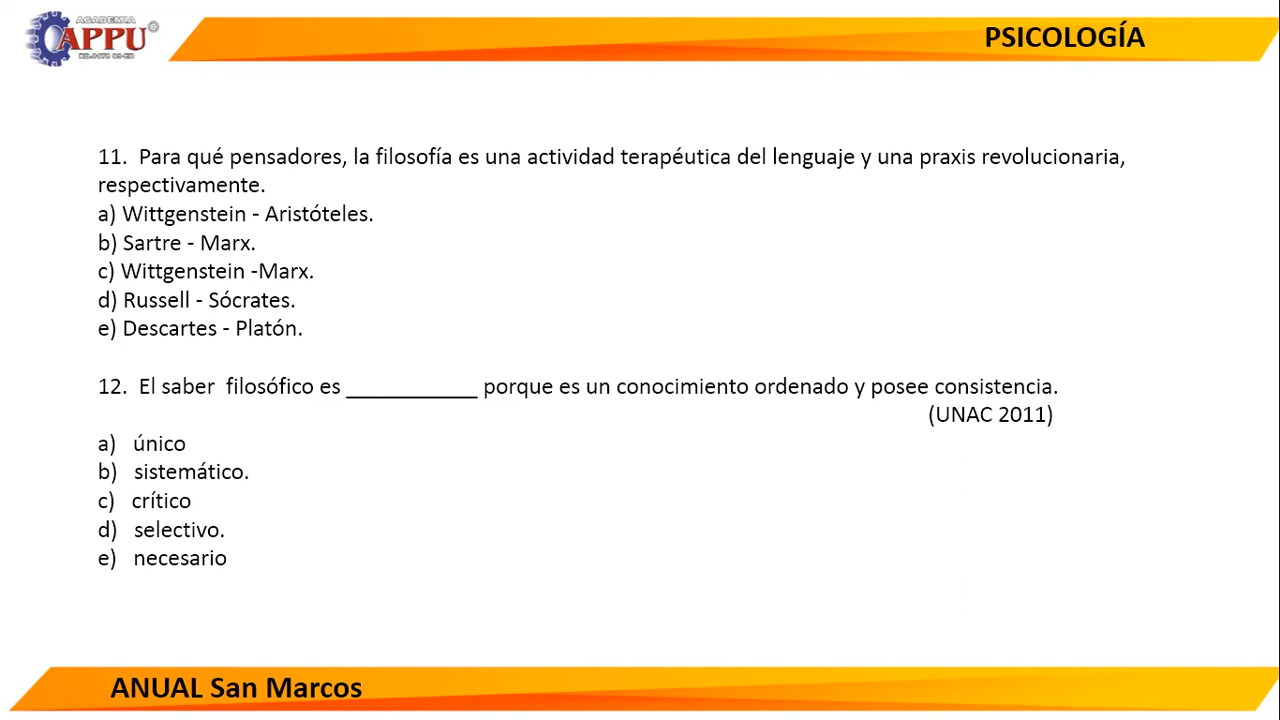 ACADEMIA
APPU
PSICOLOGÍA
11. Para qué pensadores, la filosofía es una actividad terapéutica del lenguaje y una praxis revolucionaria,
respectivamente.
a) Wittgenstein - Aristóteles.
b) Sartre - Marx.
c) Wittgenstein -Marx.
d) Russell - Sócrates.
e) Descartes - Platón.
12. El saber  filosófico es ___________ porque es un conocimiento ordenado y posee consistencia.
(UNAC 2011)
a) único
b) sistemático.
c) crítico
d) selectivo.
e) necesario
ANUAL San Marcos